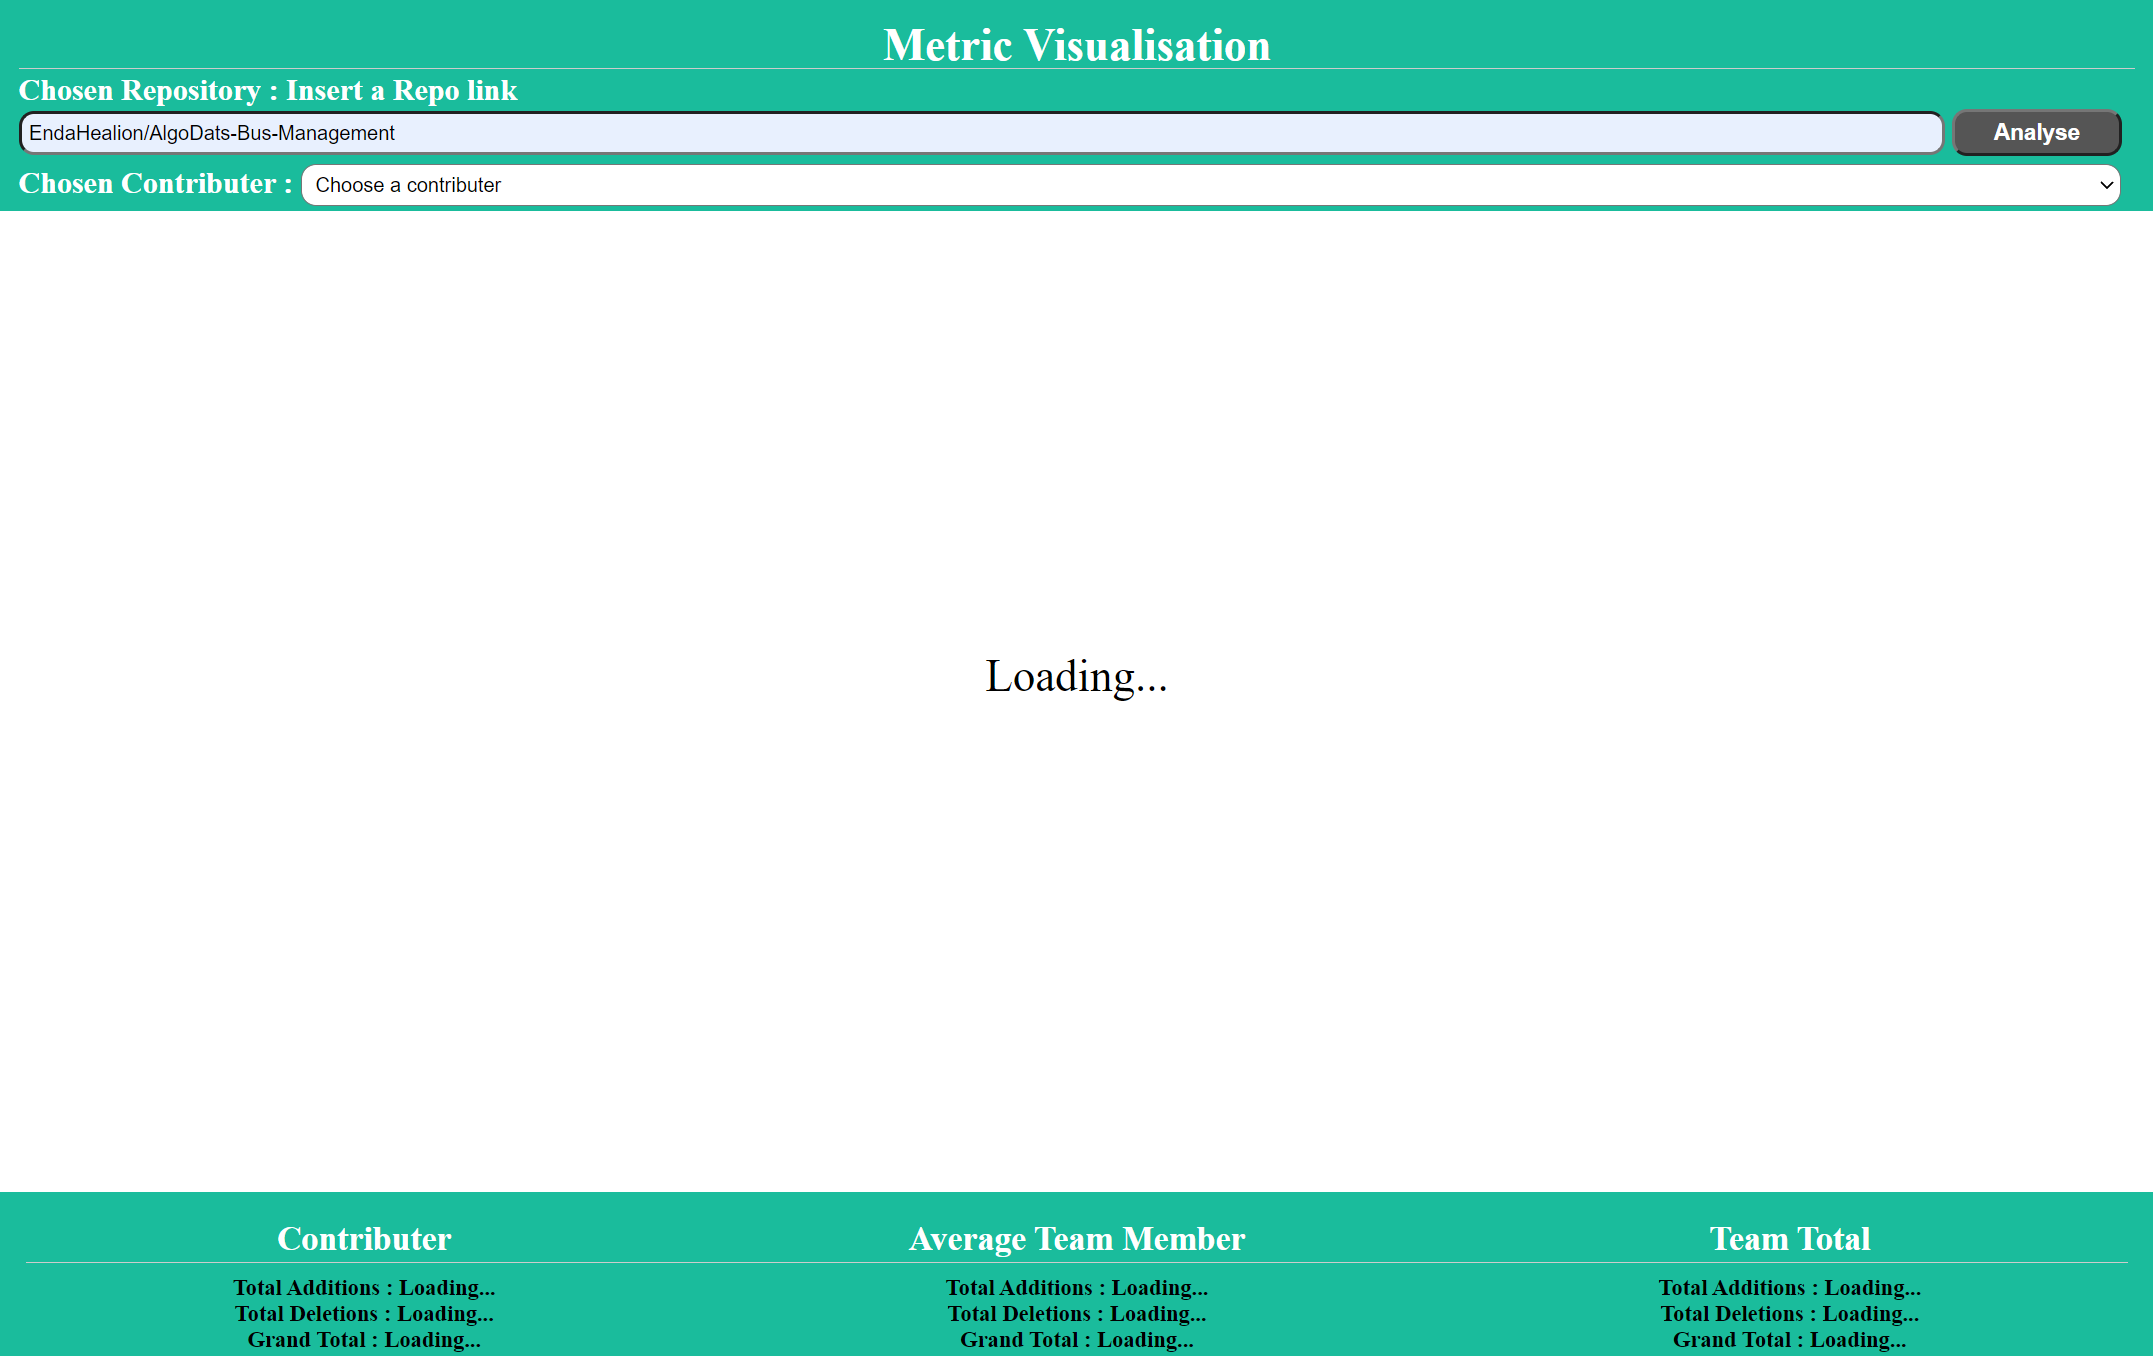 Metric Visualisation
Chosen Repository : Insert a Repo link
EndaHealion/AlgoDats-Bus-Management
Analyse
Chosen Contributer :
Choose a contributer
Loading...
Contributer
Total Additions : Loading...
Total Deletions : Loading...
Grand Total : Loading...
Average Team Member
Total Additions : Loading...
Total Deletions : Loading...
Grand Total : Loading...
Team Total
Total Additions : Loading...
Total Deletions : Loading...
Grand Total : Loading...